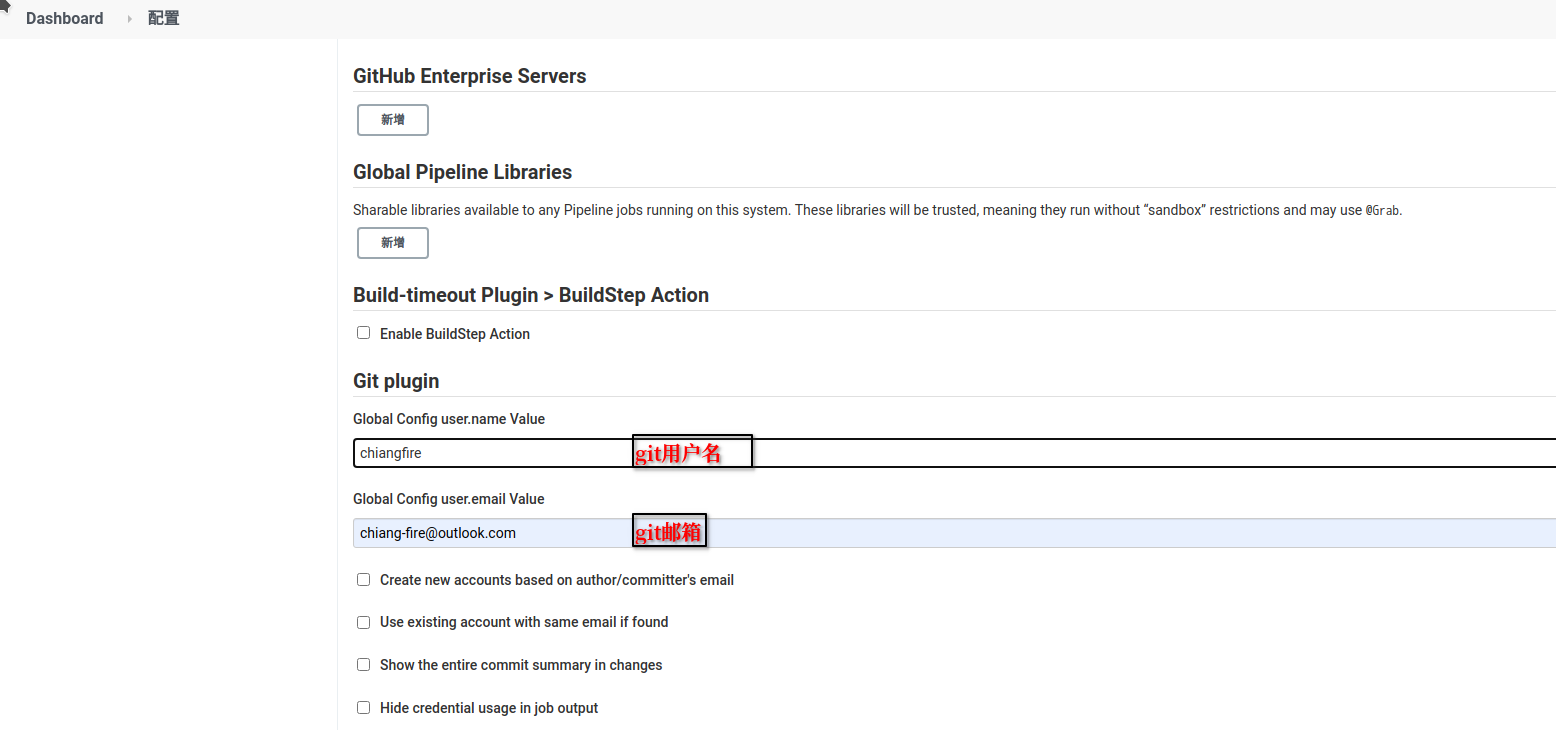 Dashboard 配置
GitHub Enterprise Servers
新增
Global Pipeline Libraries
Sharable libraries available to any Pipeline jobs running on this system. These libraries will be trusted, meaning they run without “sandbox” restrictions and may use @Grab.
新增
Build-timeout Plugin > BuildStep Action
Enable BuildStep Action
Git plugin
Global Config user.name Value
chiangfire git用户名
Global Config user.email Value
chiang-fire@outlook.com git邮箱
Create new accounts based on author/committer's email
Use existing account with same email if found
Show the entire commit summary in changes
Hide credential usage in job output